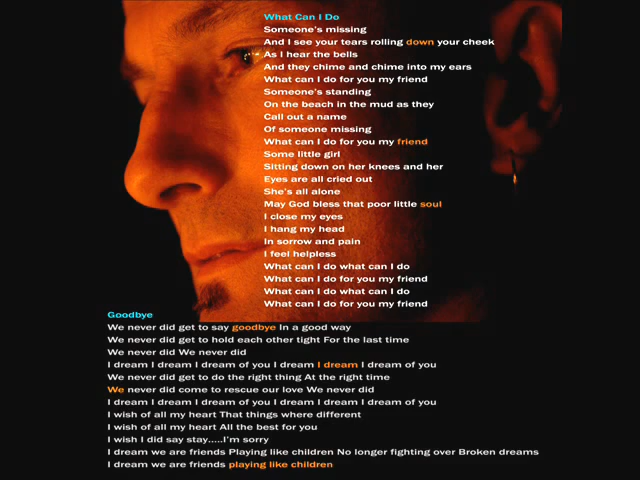 What Can I Do
Someone's missing
And I see your tears rolling down your cheek
As I hear the bells
And they chime and chime into my ears
What can I do for you my friend
Someone's standing
On the beach in the mud as they
Call out a name
Of someone missing
What can I do for you my friend
Some little girl
Sitting down on her knees and her
Eyes are all cried out
She's all alone
May God bless that poor little soul
I close my eyes
I hang my head
In sorrow and pain
I feel helpless
What can I do what can I do
What can I do for you my friend
What can I do what can I do
What can I do for you my friend
Goodbye
We never did get to say goodbye In a good way
We never did get to hold each other tight For the last time
We never did We never did
I dream I dream I dream of you I dream I dream I dream of you
We never did get to do the right thing At the right time
We never did come to rescue our love We never did
I dream I dream I dream of you I dream I dream I dream of you
I wish of all my heart That things where different
I wish of all my heart All the best for you
I wish I did say stay.....I'm sorry
I dream we are friends Playing like children No longer fighting over Broken dreams
I dream we are friends playing like children